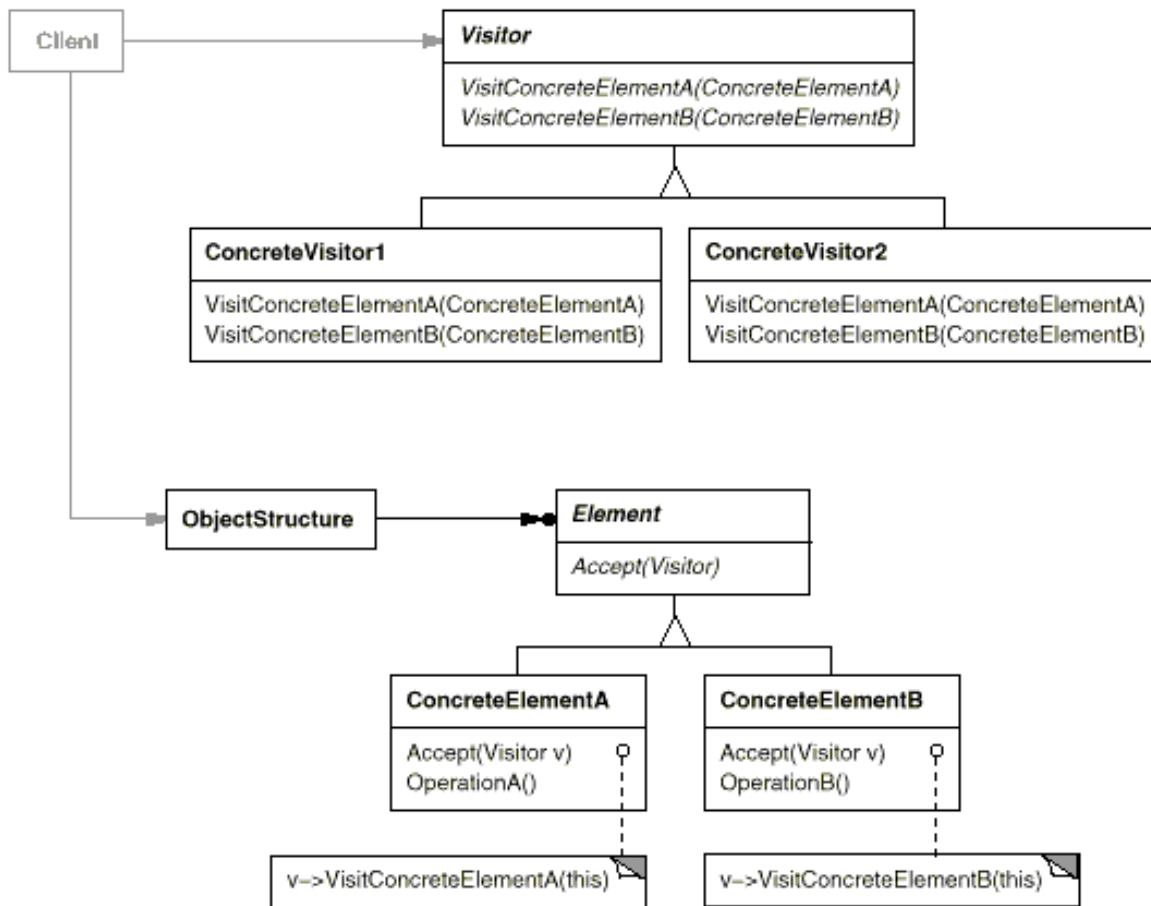 Client
Visitor
VisitConcreteElementA(ConcreteElementA)
VisitConcreteElementB(ConcreteElementB)
ConcreteVisitor1
VisitConcreteElementA(ConcreteElementA)
VisitConcreteElementB(ConcreteElementB)
ConcreteVisitor2
VisitConcreteElementA(ConcreteElementA)
VisitConcreteElementB(ConcreteElementB)
ObjectStructure
Element
Accept(Visitor)
ConcreteElementA
Accept(Visitor v)
OperationA()
ConcreteElementB
Accept(Visitor v)
OperationB()
v->VisitConcreteElementA(this)
v->VisitConcreteElementB(this)